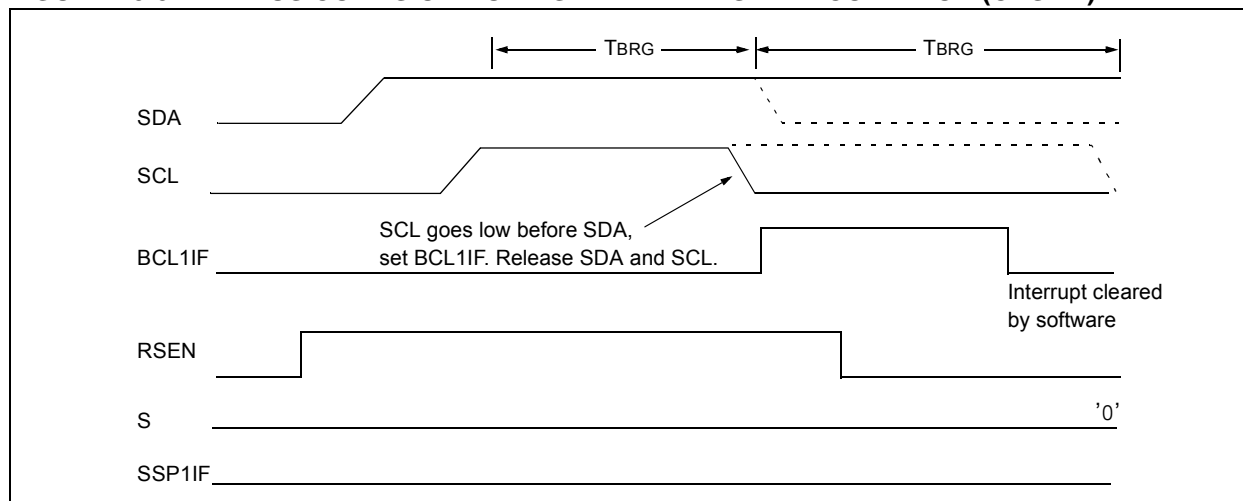 TBRG TBRG
SDA
SCL
SCL goes low before SDA,
set BCL1IF. Release SDA and SCL.
BCL1IF
Interrupt cleared
by software
RSEN
S '0'
SSP1IF